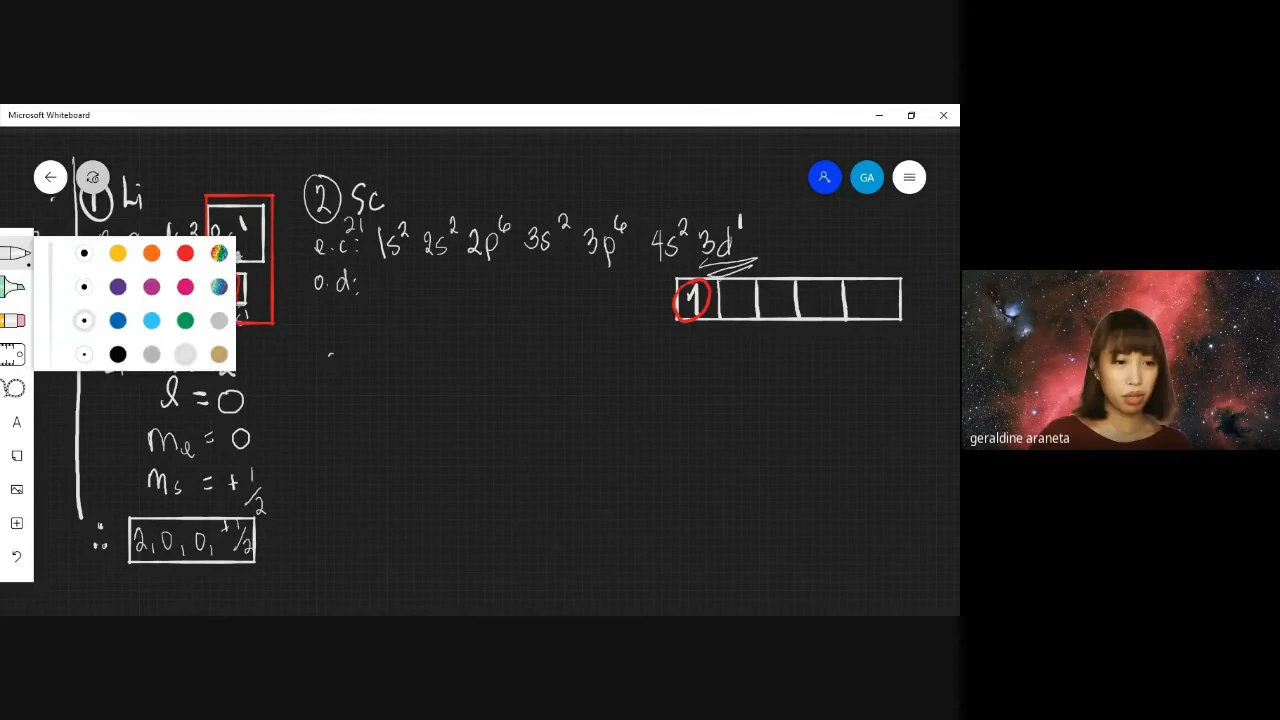 Microsoft Whiteboard
GA
1 Li
2 Sc
21
e.c: 1s² 2s² 2p⁶ 3s² 3p⁶ 4s² 3d¹
o.d:
1
l = 0
mℓ = 0
ms = +1/2
∴ 2, 0, 0, +1/2
A
geraldine araneta